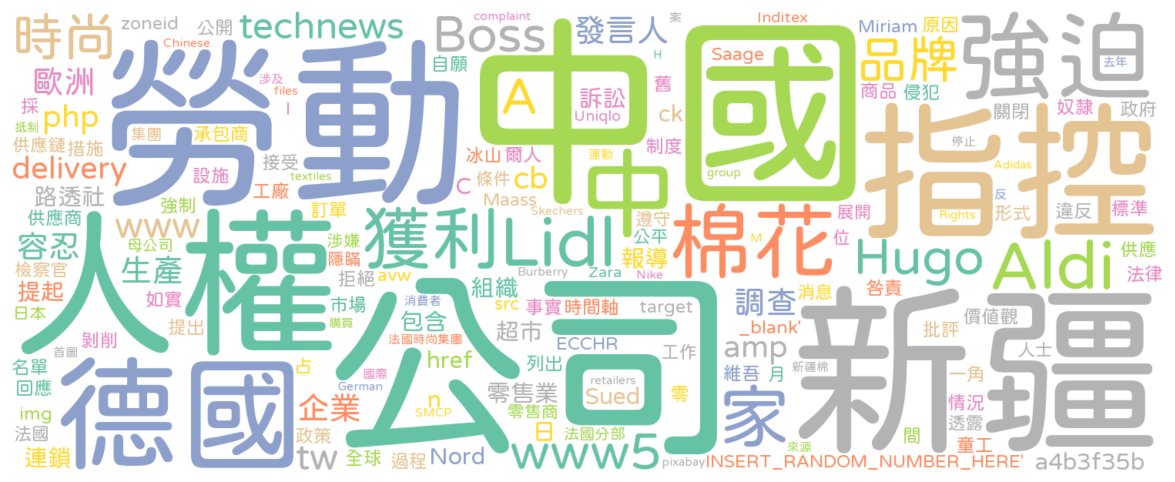 時尚
zoneid
公開
technews
Boss
complaint
發言人
Inditex
Miriam
原因
案
強迫
去年
Chinese
涉及
files
自願
H
舊
Saage
品牌
歐洲
商品
侵犯
關閉
奴隸
政府
採
php
I
A
訴訟
Uniqlo
ck
抵制
集團
承包商
勞動
中國
指控
停止
供應鏈
措施
接受
冰山
爾人
制度
運動
Adidas
delivery
設施
工廠
C
條件
cb
中
group
反
Rights
形式
違反
標準
路透社
Maass
textiles
供應商
www
強制
訂單
Skechers
遵守
展開
位
人權
獲利
Lidl
公平
M
棉花
Hugo
Aldi
供應
法律
容忍
母公司
涉嫌
隱瞞
報導
檢察官
生產
拒絕
avw
Burberry
Zara
Nike
提起
如實
市場
組織
src
事實
時間軸
target
調查
消息
咎責
日本
提出
消費者
包含
公司
新疆
價值觀
剝削
購買
法國時尚集團
超市
_blank'
批評
人士
首圖
名單
國際
href
列出
ECCHR
工作
amp
新疆棉
回應
德國
占
German
零售業
retailers
Sued
零
維吾
月
一角
img
企業
SMCP
n
零售商
家
情況
法國
政策
日
法國分部
間
透露
連鎖
tw
全球
過程
Nord
www5
pixabay
來源
童工
INSERT_RANDOM_NUMBER_HERE'
a4b3f35b